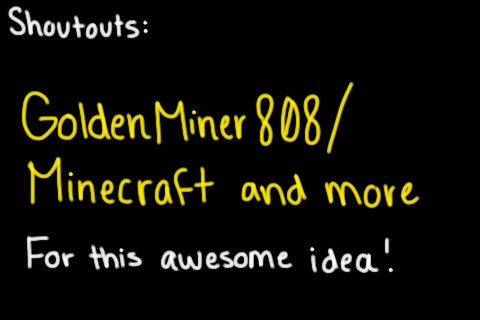 Shoutouts:
GoldenMiner808/
Minecraft and more
For this awesome idea!